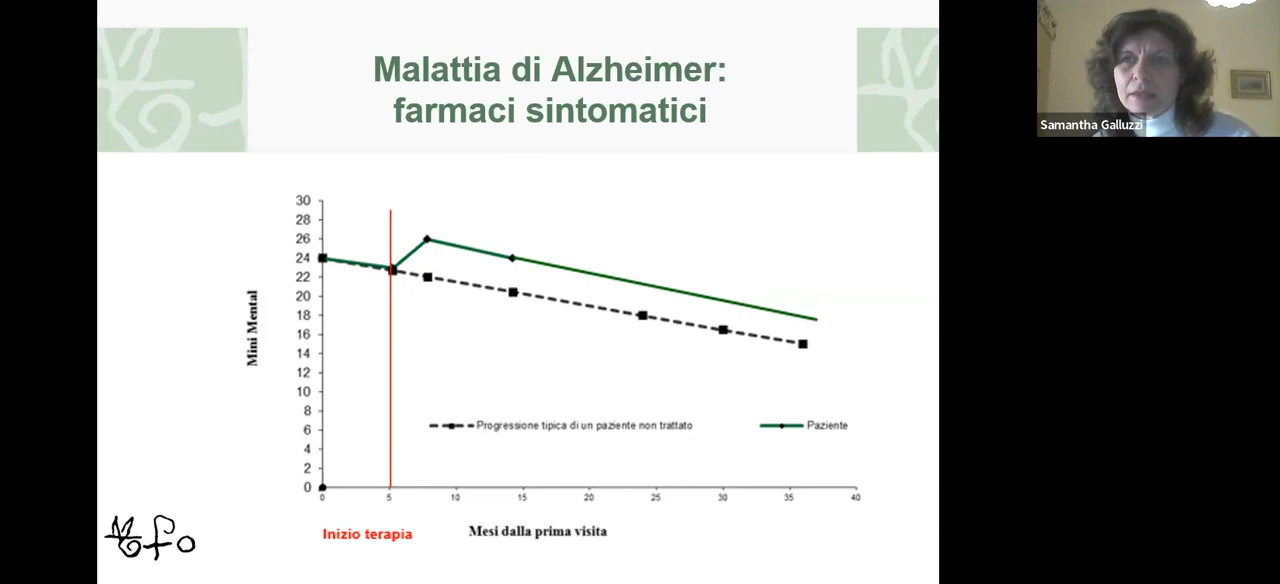 Malattia di Alzheimer:
farmaci sintomatici
Samantha Galluzzi
30
28
26
24
22
20
18
16
14
12
10
8
6
4
2
0
Mini Mental
Progressione tipica di un paziente non trattato
Paziente
0 5 10 15 20 25 30 35 40
Inizio terapia
Mesi dalla prima visita